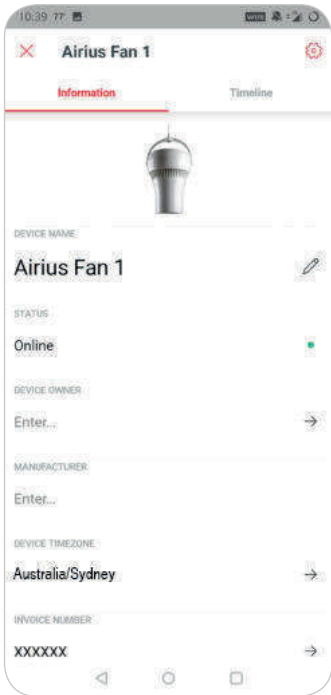 10:39 77°
Airius Fan 1
Information Timeline
DEVICE NAME
Airius Fan 1
STATUS
Online
DEVICE OWNER
Enter...
MANUFACTURER
Enter...
DEVICE TIMEZONE
Australia/Sydney
INVOICE NUMBER
XXXXXX